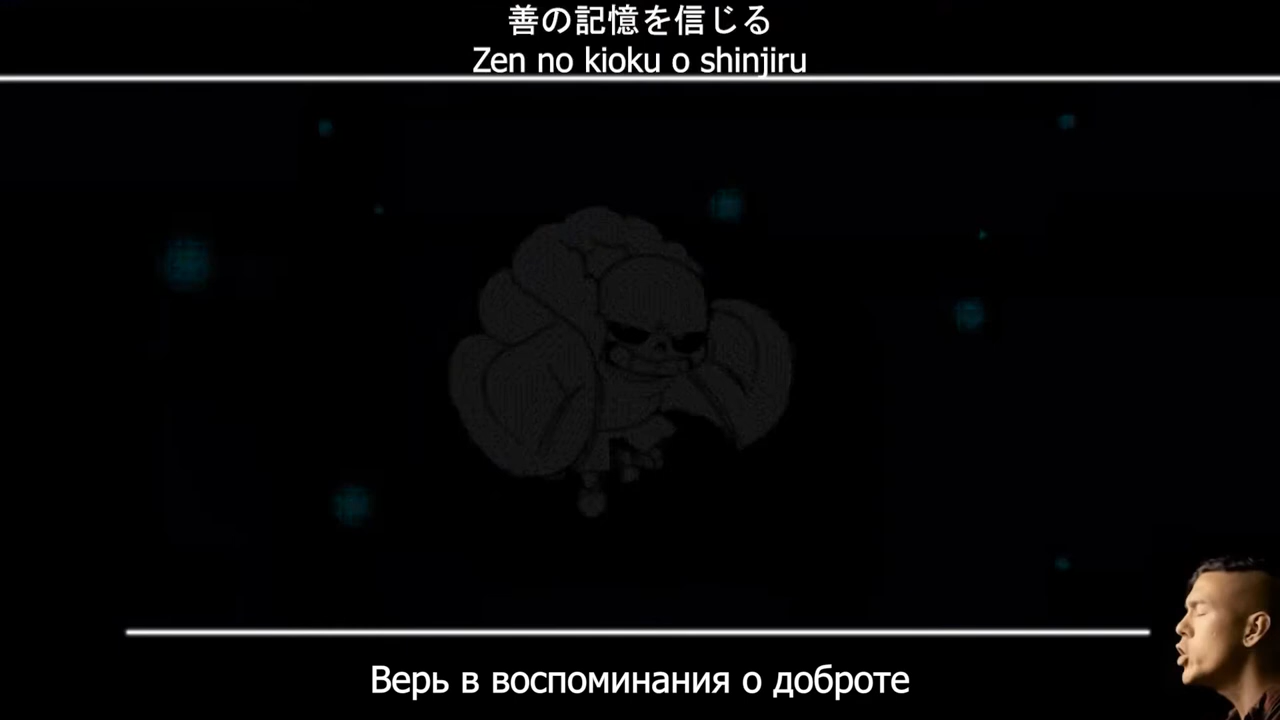 善の記憶を信じる
Zen no kioku o shinjiru
Верь в воспоминания о доброте